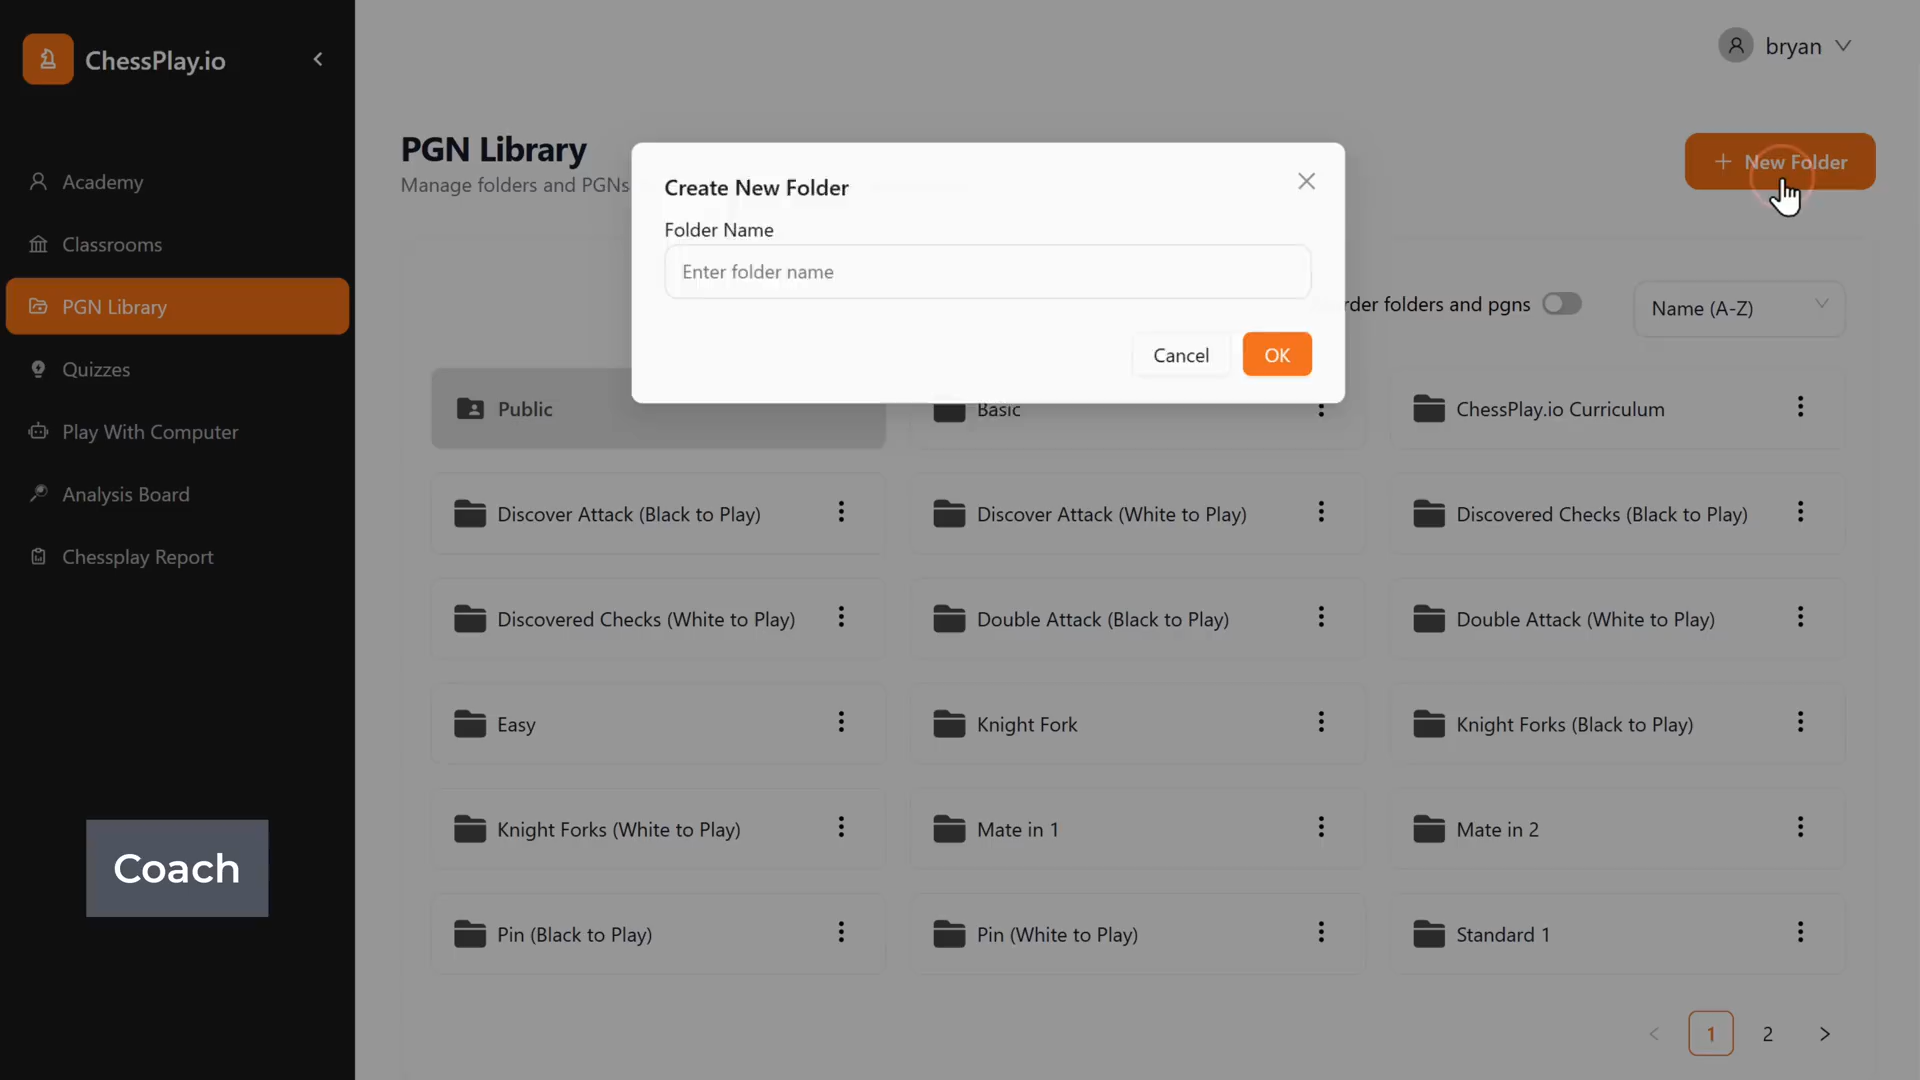 ChessPlay.io
bryan
Academy
Classrooms
PGN Library
Quizzes
Play With Computer
Analysis Board
Chessplay Report
Coach
PGN Library
Manage folders and PGNs
New Folder
Create New Folder
Folder Name
Enter folder name
Cancel
OK
folders and pgns
Name (A-Z)
Public
Basic
ChessPlay.io Curriculum
Discover Attack (Black to Play)
Discover Attack (White to Play)
Discovered Checks (Black to Play)
Discovered Checks (White to Play)
Double Attack (Black to Play)
Double Attack (White to Play)
Easy
Knight Fork
Knight Forks (Black to Play)
Knight Forks (White to Play)
Mate in 1
Mate in 2
Pin (Black to Play)
Pin (White to Play)
Standard 1
1
2